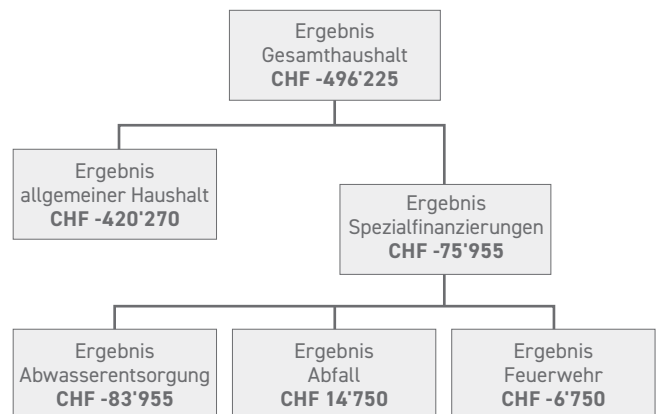 Ergebnis
Gesamthaushalt
CHF -496'225
Ergebnis
allgemeiner Haushalt
CHF -420'270
Ergebnis
Spezialfinanzierungen
CHF -75'955
Ergebnis
Abwasserentsorgung
CHF -83'955
Ergebnis
Abfall
CHF 14'750
Ergebnis
Feuerwehr
CHF -6'750